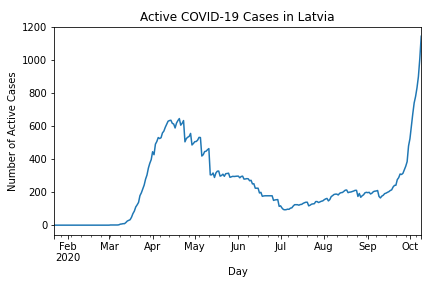 Active COVID-19 Cases in Latvia
1200
1000
800
600
400
200
0
Number of Active Cases
Feb Mar Apr May Jun Jul Aug Sep Oct
2020
Day